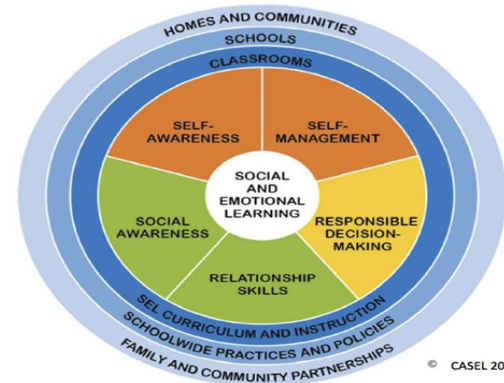 HOMES AND COMMUNITIES
SCHOOLS
CLASSROOMS
SELF-
AWARENESS
SELF-
MANAGEMENT
SOCIAL
AND
EMOTIONAL
LEARNING
SOCIAL
AWARENESS
RESPONSIBLE
DECISION-
MAKING
RELATIONSHIP
SKILLS
SEL CURRICULUM AND INSTRUCTION
SCHOOLWIDE PRACTICES AND POLICIES
FAMILY AND COMMUNITY PARTNERSHIPS
© CASEL 20